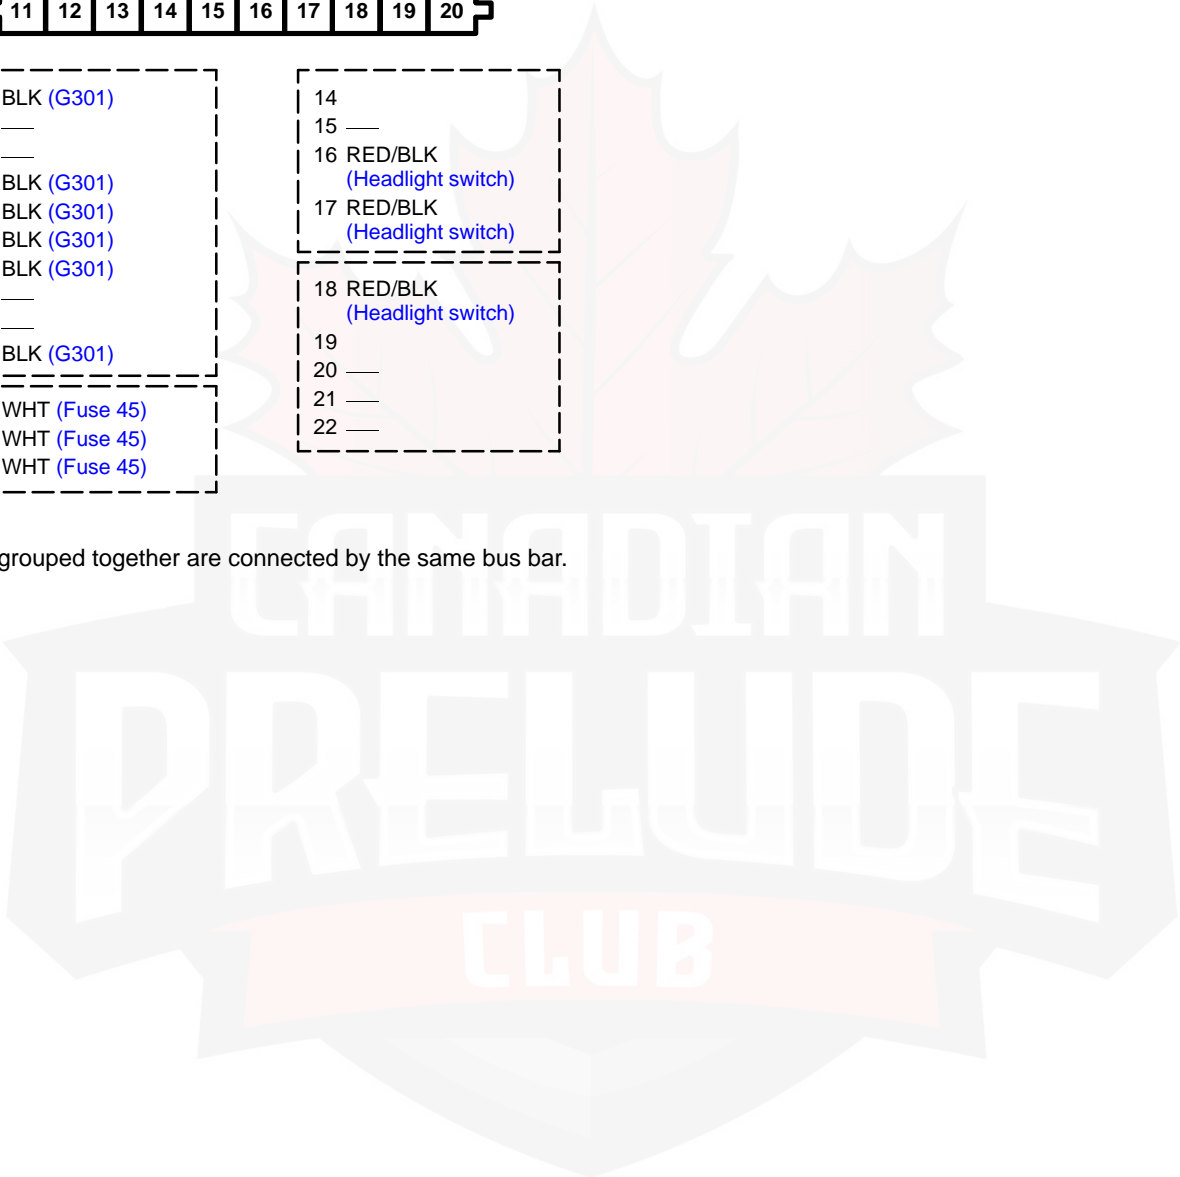 11 12 13 14 15 16 17 18 19 20
BLK (G301)
BLK (G301)
BLK (G301)
BLK (G301)
BLK (G301)
BLK (G301)
WHT (Fuse 45)
WHT (Fuse 45)
WHT (Fuse 45)
14
15
16 RED/BLK
(Headlight switch)
17 RED/BLK
(Headlight switch)
18 RED/BLK
(Headlight switch)
19
20
21
22
grouped together are connected by the same bus bar.
CANADIAN
PRELUDE
CLUB